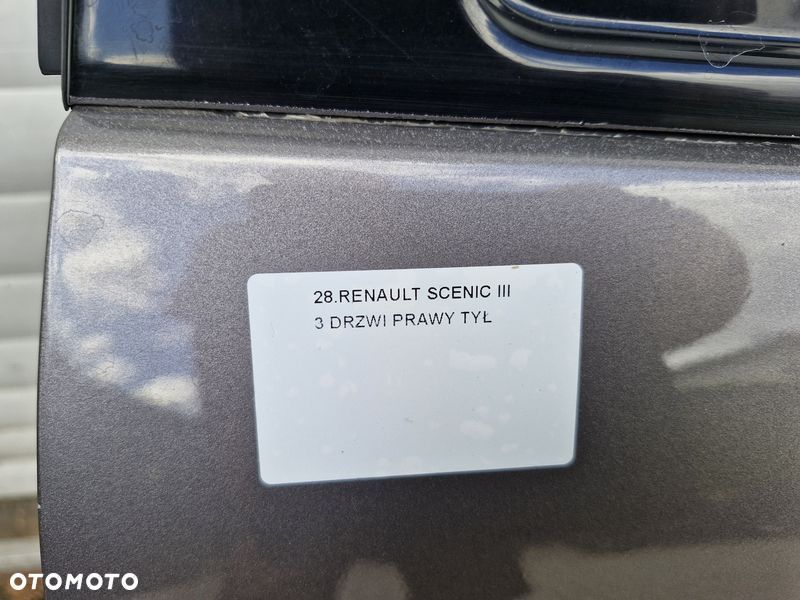 28.RENAULT SCENIC III
3 DRZWI PRAWY TYŁ
OTOMOTO